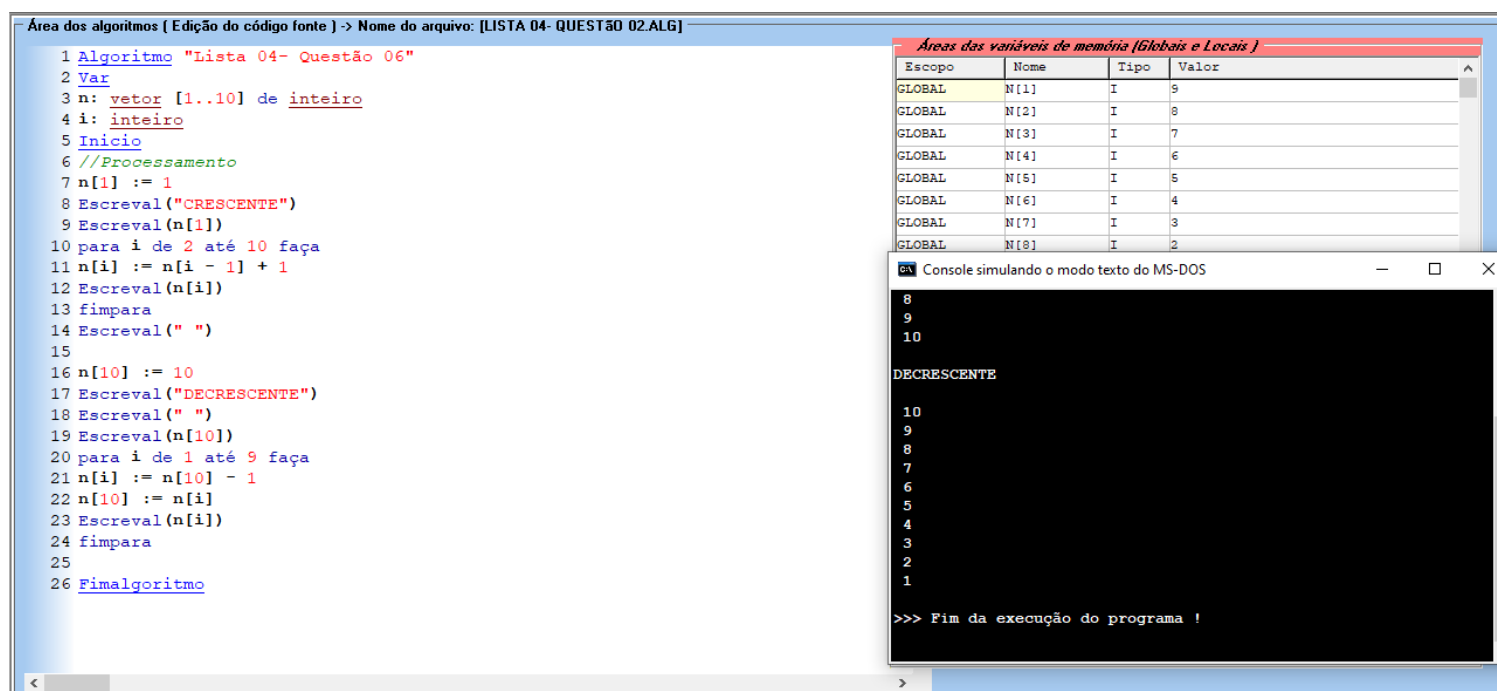 Área dos algoritmos ( Edição do código fonte ) -> Nome do arquivo: [LISTA 04- QUESTãO 02.ALG]
1 Algoritmo "Lista 04- Questão 06"
2 Var
3 n: vetor [1..10] de inteiro
4 i: inteiro
5 Inicio
6 //Processamento
7 n[1] := 1
8 Escreval("CRESCENTE")
9 Escreval(n[1])
10 para i de 2 até 10 faça
11 n[i] := n[i - 1] + 1
12 Escreval(n[i])
13 fimpara
14 Escreval(" ")
15
16 n[10] := 10
17 Escreval("DECRESCENTE")
18 Escreval(" ")
19 Escreval(n[10])
20 para i de 1 até 9 faça
21 n[i] := n[10] - 1
22 n[10] := n[i]
23 Escreval(n[i])
24 fimpara
25
26 Fimalgoritmo
Áreas das variáveis de memória (Globais e Locais )
Escopo Nome Tipo Valor
GLOBAL N[1] I 9
GLOBAL N[2] I 8
GLOBAL N[3] I 7
GLOBAL N[4] I 6
GLOBAL N[5] I 5
GLOBAL N[6] I 4
GLOBAL N[7] I 3
GLOBAL N[8] I 2
Console simulando o modo texto do MS-DOS
8
9
10
DECRESCENTE
10
9
8
7
6
5
4
3
2
1
>>> Fim da execução do programa !